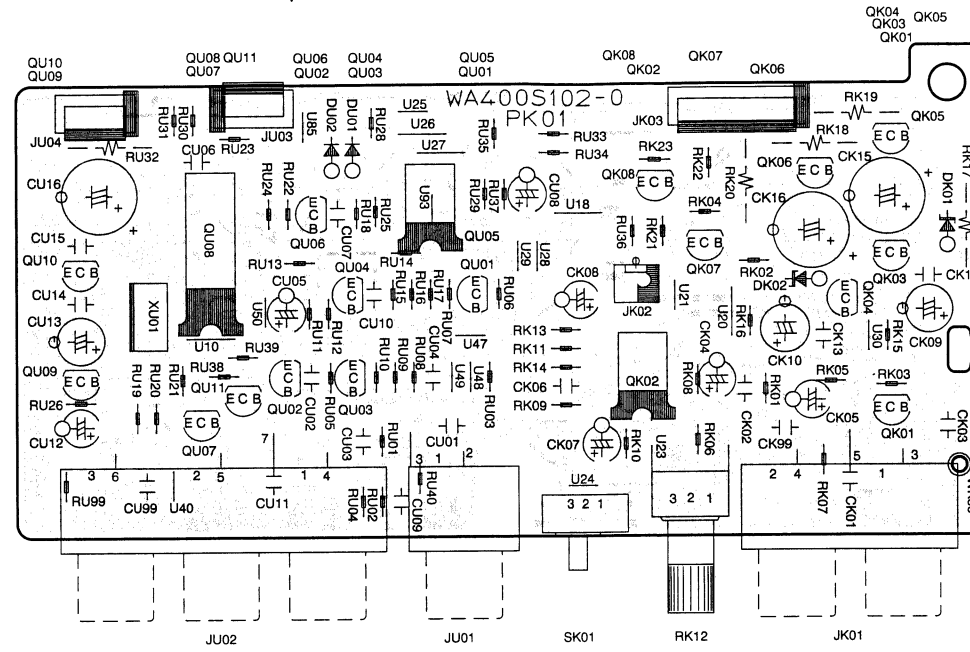 QK04
QK03 QK05
QK01
QU10 QU08 QU11 QU06 QU04 QU05 QK08 QK07
QU09 QU07 QU02 QU03 QU01 QK02 QK06
WA400S102-0
PK01
JU04
RU31
RU30
RU32
CU06
RU23
JU03
U95
DU02
DU01
RU28
U25
U26
U27
RU35
RU33
RU34
JK03
RK23
RK22
RK20
RK19
RK18
QK05
RK17
CU16
QU08
RU24
RU22
QU06
CU07
RU18
RU25
U93
QU05
RU29
RU37
CU08
U18
QK08
RU36
RK21
RK04
QK07
QK06
CK15
CK16
DK01
CU15
QU10
CU14
CU13
XU01
U10
RU13
CU05
U50
RU11
RU12
QU04
CU10
RU14
RU15
RU16
RU17
RU07
QU01
RU06
U29
U28
CK08
JK02
U21
U20
RK16
RK02
DK02
QK04
QK03
CK1
CK10
CK13
U30
RK15
CK09
QU09
RU26
CU12
RU19
RU20
RU21
RU38
RU39
QU11
QU07
QU02
CU02
RU05
QU03
RU10
RU09
RU08
CU04
U47
U49
U48
RU03
RK13
RK11
RK14
CK06
RK09
QK02
CK04
RK08
CK02
RK01
RK05
RK03
CK05
QK01
CK03
CK99
CU03
RU01
CU01
CK07
RK10
U23
RK06
E C B
3 6 2 5 7 1 4
RU99
CU99
U40
CU11
RU04
RU02
CU09
3 1 2
RU40
U24
3 2 1
3 2 1
2 4 5 1 3
RK07
CK01
JU02 JU01 SK01 RK12 JK01